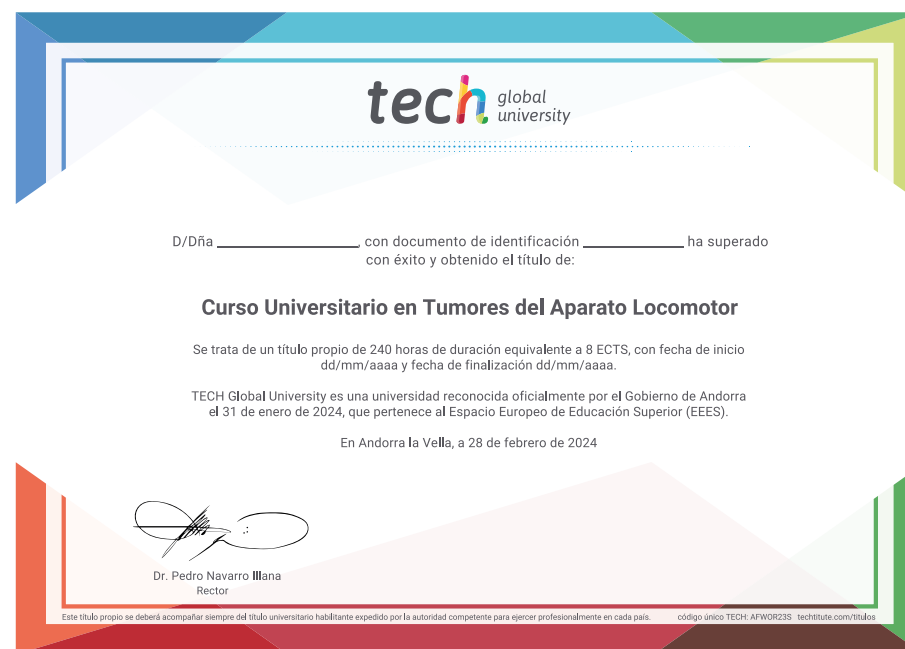 tech global university
D/Dña ____________, con documento de identificación ____________ ha superado
con éxito y obtenido el título de:
Curso Universitario en Tumores del Aparato Locomotor
Se trata de un título propio de 240 horas de duración equivalente a 8 ECTS, con fecha de inicio
dd/mm/aaaa y fecha de finalización dd/mm/aaaa.
TECH Global University es una universidad reconocida oficialmente por el Gobierno de Andorra
el 31 de enero de 2024, que pertenece al Espacio Europeo de Educación Superior (EEES).
En Andorra la Vella, a 28 de febrero de 2024
Dr. Pedro Navarro Illana
Rector
Este título propio se deberá acompañar siempre del título universitario habilitante expedido por la autoridad competente para ejercer profesionalmente en cada país. código único TECH: AFWOR23S techtitute.com/titulos